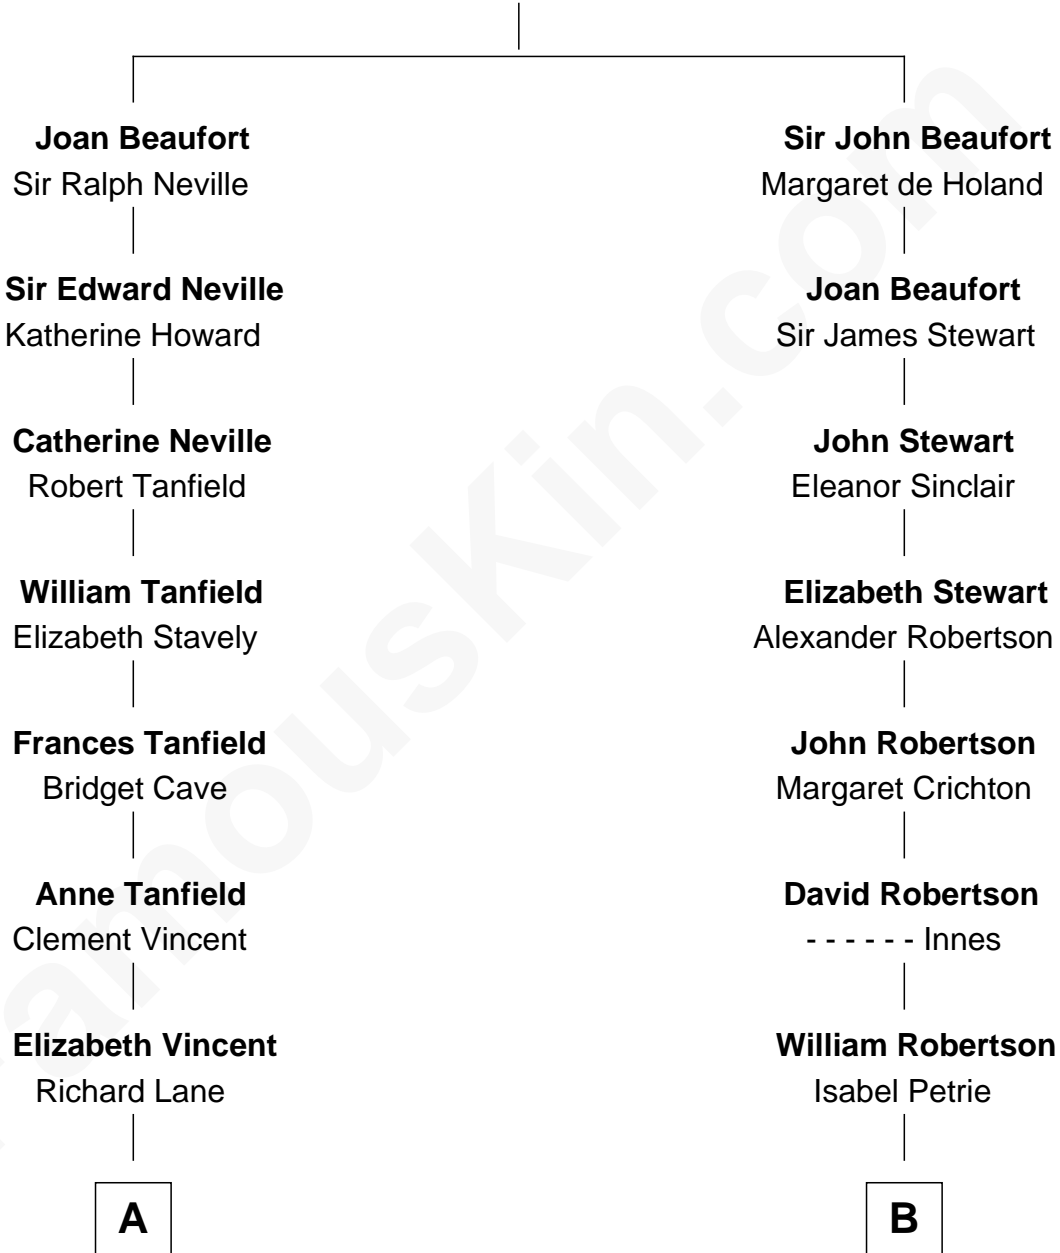 Joan Beaufort
Sir Ralph Neville
Sir Edward Neville
Katherine Howard
Catherine Neville
Robert Tanfield
William Tanfield
Elizabeth Stavely
Frances Tanfield
Bridget Cave
Anne Tanfield
Clement Vincent
Elizabeth Vincent
Richard Lane
A
Sir John Beaufort
Margaret de Holand
Joan Beaufort
Sir James Stewart
John Stewart
Eleanor Sinclair
Elizabeth Stewart
Alexander Robertson
John Robertson
Margaret Crichton
David Robertson
- - - - - - Innes
William Robertson
Isabel Petrie
B
FamousKin.com